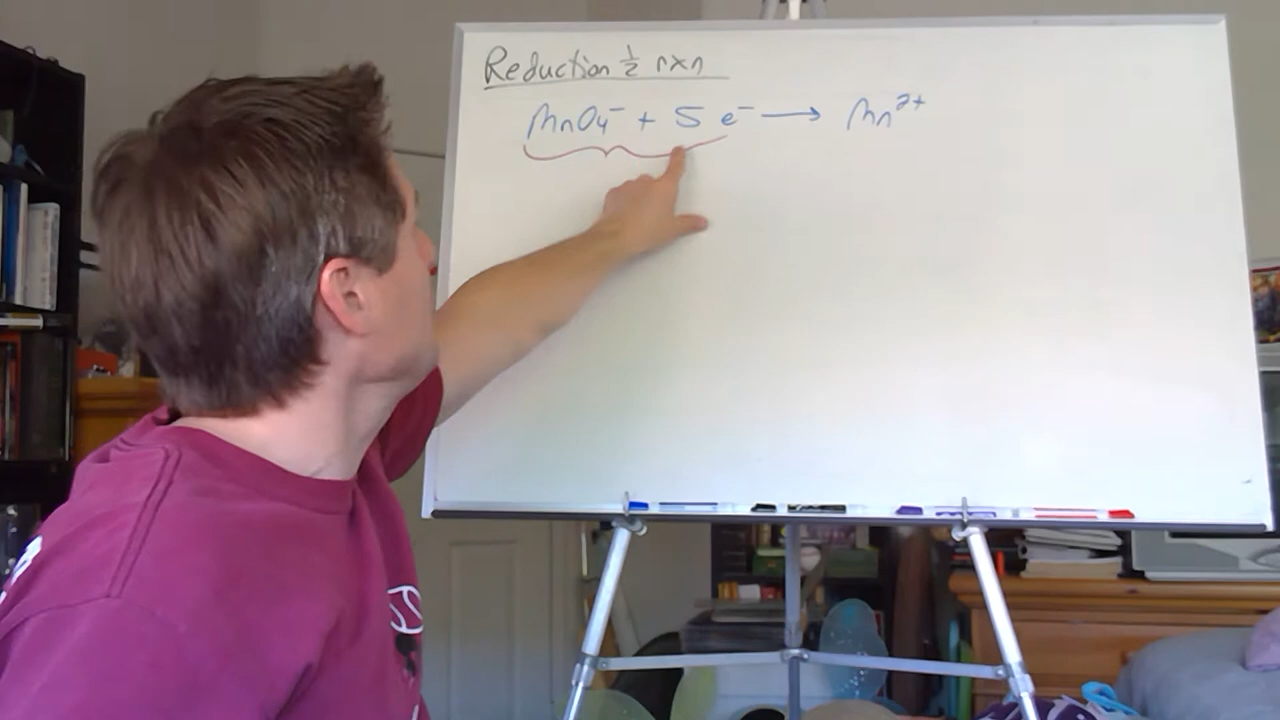 Reduction ½ rxn
MnO₄⁻ + 5 e⁻ ⟶ Mn²⁺